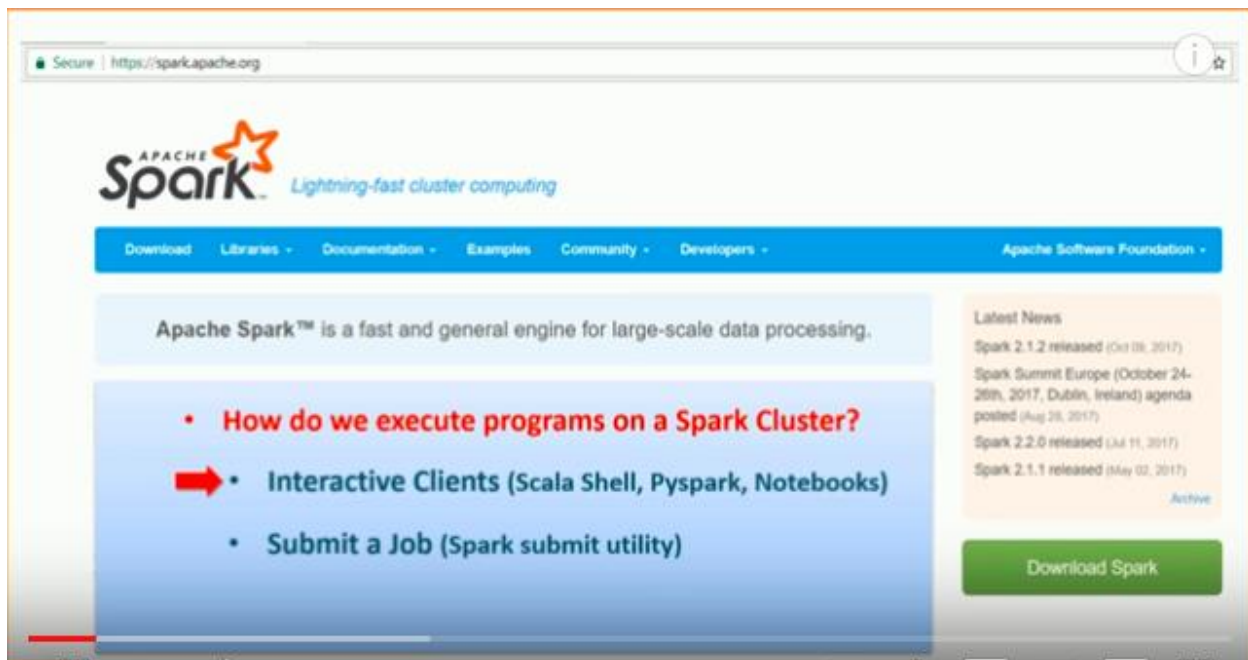 Secure | https://spark.apache.org
i
APACHE
Spark™ Lightning-fast cluster computing
Download Libraries Documentation Examples Community Developers Apache Software Foundation
Apache Spark™ is a fast and general engine for large-scale data processing.
• How do we execute programs on a Spark Cluster?
• Interactive Clients (Scala Shell, Pyspark, Notebooks)
• Submit a Job (Spark submit utility)
Latest News
Spark 2.1.2 released (Oct 09, 2017)
Spark Summit Europe (October 24-
26th, 2017, Dublin, Ireland) agenda
posted (Aug 28, 2017)
Spark 2.2.0 released (Jul 11, 2017)
Spark 2.1.1 released (May 02, 2017)
Archive
Download Spark